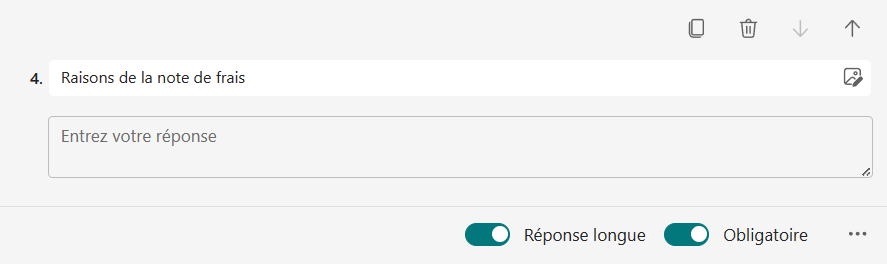 4. Raisons de la note de frais
Entrez votre réponse
Réponse longue Obligatoire